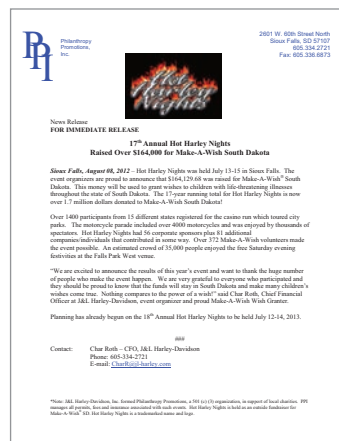 PPI
Philanthropy
Promotions,
Inc.
2601 W. 60th Street North
Sioux Falls, SD 57107
605.334.2721
Fax: 605.336.6873
Hot
Harley
Nights
News Release
FOR IMMEDIATE RELEASE
17th Annual Hot Harley Nights
Raised Over $164,000 for Make-A-Wish South Dakota
Sioux Falls, August 08, 2012 – Hot Harley Nights was held July 13-15 in Sioux Falls. The
event organizers are proud to announce that $164,129.68 was raised for Make-A-Wish® South
Dakota. This money will be used to grant wishes to children with life-threatening illnesses
throughout the state of South Dakota. The 17-year running total for Hot Harley Nights is now
over 1.7 million dollars donated to Make-A-Wish South Dakota!
Over 1400 participants from 15 different states registered for the casino run which toured city
parks. The motorcycle parade included over 4000 motorcycles and was enjoyed by thousands of
spectators. Hot Harley Nights had 56 corporate sponsors plus 81 additional
companies/individuals that contributed in some way. Over 372 Make-A-Wish volunteers made
the event possible. An estimated crowd of 35,000 people enjoyed the free Saturday evening
festivities at the Falls Park West venue.
“We are excited to announce the results of this year’s event and want to thank the huge number
of people who make the event happen. We are very grateful to everyone who participated and
they should be proud to know that the funds will stay in South Dakota and make many children’s
wishes come true. Nothing compares to the power of a wish!” said Char Roth, Chief Financial
Officer at J&L Harley-Davidson, event organizer and proud Make-A-Wish Wish Granter.
Planning has already begun on the 18th Annual Hot Harley Nights to be held July 12-14, 2013.
###
Contact: Char Roth – CFO, J&L Harley-Davidson
Phone: 605-334-2721
E-mail: CharR@jl-harley.com
*Note: J&L Harley-Davidson, Inc. formed Philanthropy Promotions, a 501 (c) (3) organization, in support of local charities. PPI
manages all permits, fees and insurance associated with such events. Hot Harley Nights is held as an outside fundraiser for
Make-A-Wish® SD. Hot Harley Nights is a trademarked name and logo.